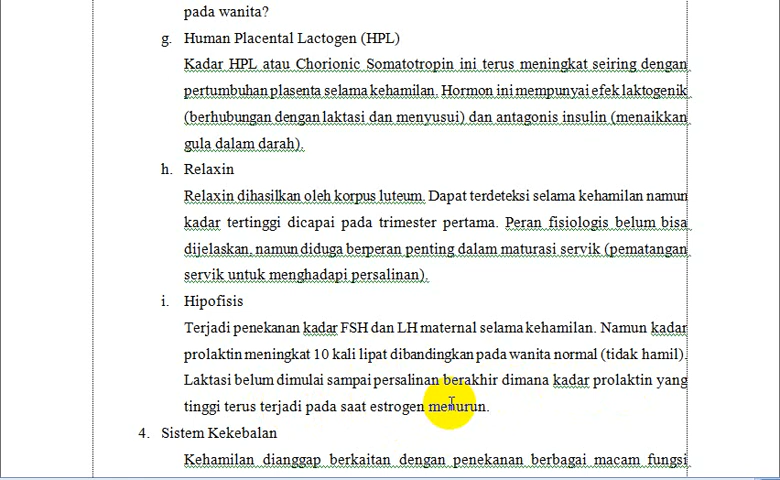 pada wanita?
g. Human Placental Lactogen (HPL)
Kadar HPL atau Chorionic Somatotropin ini terus meningkat seiring dengan
pertumbuhan plasenta selama kehamilan. Hormon ini mempunyai efek laktogenik
(berhubungan dengan laktasi dan menyusui) dan antagonis insulin (menaikkan
gula dalam darah).
h. Relaxin
Relaxin dihasilkan oleh korpus luteum. Dapat terdeteksi selama kehamilan namun
kadar tertinggi dicapai pada trimester pertama. Peran fisiologis belum bisa
dijelaskan, namun diduga berperan penting dalam maturasi servik (pematangan
servik untuk menghadapi persalinan).
i. Hipofisis
Terjadi penekanan kadar FSH dan LH maternal selama kehamilan. Namun kadar
prolaktin meningkat 10 kali lipat dibandingkan pada wanita normal (tidak hamil).
Laktasi belum dimulai sampai persalinan berakhir dimana kadar prolaktin yang
tinggi terus terjadi pada saat estrogen menurun.
4. Sistem Kekebalan
Kehamilan dianggap berkaitan dengan penekanan berbagai macam fungsi